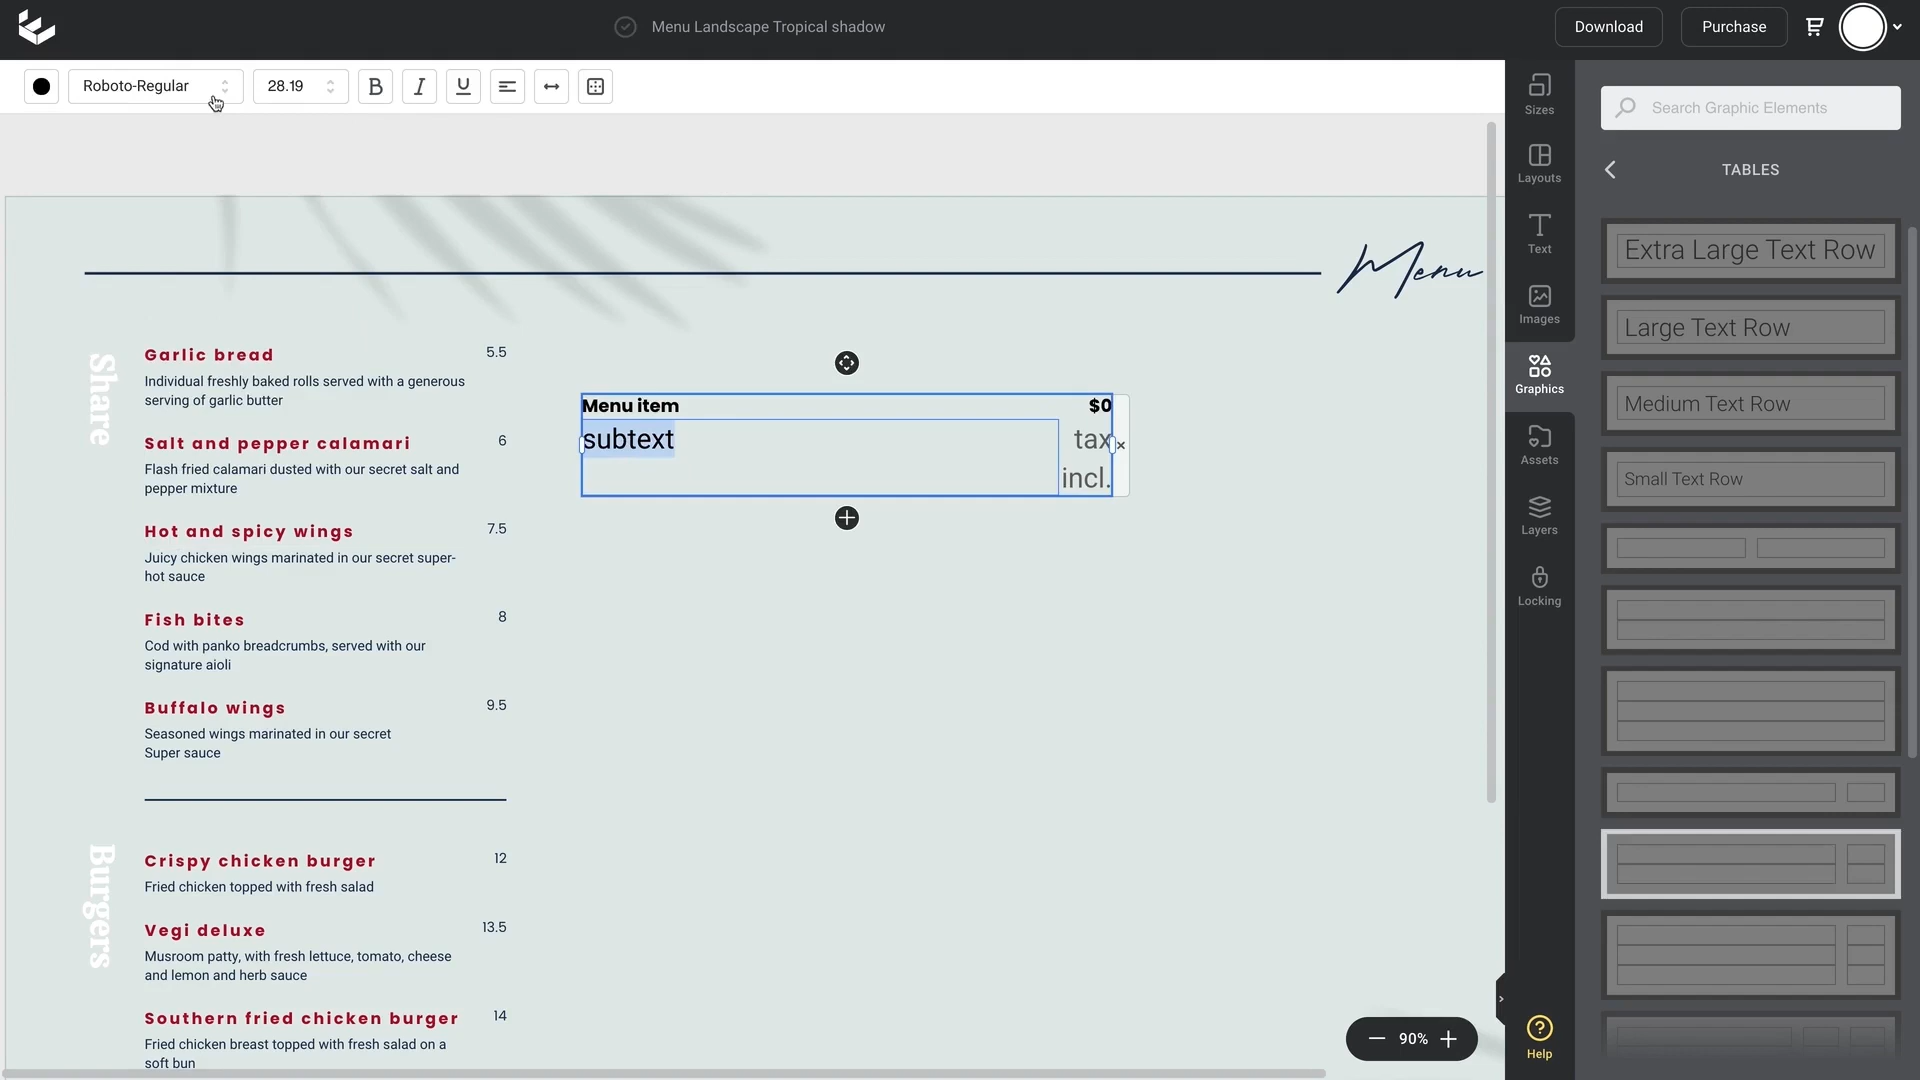 Menu Landscape Tropical shadow
Download
Purchase
Roboto-Regular
28.19
B
I
U
Sizes
Layouts
Text
Images
Graphics
Assets
Layers
Locking
Help
Search Graphic Elements
TABLES
Extra Large Text Row
Large Text Row
Medium Text Row
Small Text Row
Menu
Share
Garlic bread 5.5
Individual freshly baked rolls served with a generous
serving of garlic butter
Salt and pepper calamari 6
Flash fried calamari dusted with our secret salt and
pepper mixture
Hot and spicy wings 7.5
Juicy chicken wings marinated in our secret super-
hot sauce
Fish bites 8
Cod with panko breadcrumbs, served with our
signature aioli
Buffalo wings 9.5
Seasoned wings marinated in our secret
Super sauce
Burgers
Crispy chicken burger 12
Fried chicken topped with fresh salad
Vegi deluxe 13.5
Musroom patty, with fresh lettuce, tomato, cheese
and lemon and herb sauce
Southern fried chicken burger 14
Fried chicken breast topped with fresh salad on a
soft bun
Menu item $0
subtext tax
incl.
90%